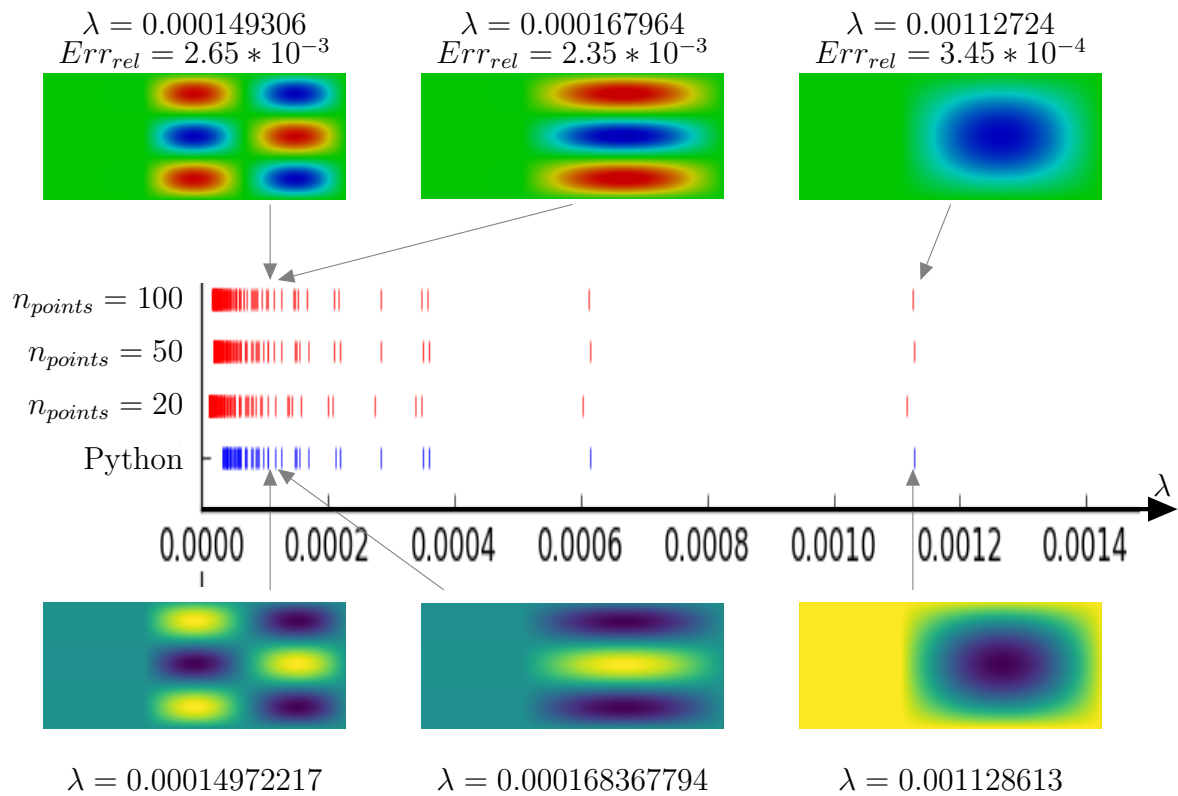 λ = 0.000149306
Err_rel = 2.65 * 10^−3
λ = 0.000167964
Err_rel = 2.35 * 10^−3
λ = 0.00112724
Err_rel = 3.45 * 10^−4
n_points = 100
n_points = 50
n_points = 20
Python
λ
0.0000 0.0002 0.0004 0.0006 0.0008 0.0010 0.0012 0.0014
λ = 0.00014972217
λ = 0.000168367794
λ = 0.001128613